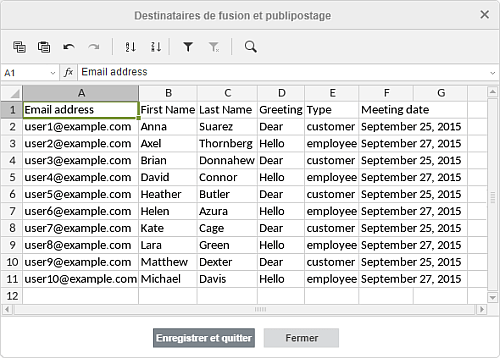 Destinataires de fusion et publipostage
A1 fx Email address
A B C D E F G
1 Email address First Name Last Name Greeting Type Meeting date
2 user1@example.com Anna Suarez Dear customer September 25, 2015
3 user2@example.com Axel Thornberg Hello employee September 27, 2015
4 user3@example.com Brian Donnahew Dear customer September 25, 2015
5 user4@example.com David Connor Hello employee September 27, 2015
6 user5@example.com Heather Butler Dear customer September 25, 2015
7 user6@example.com Helen Azura Hello employee September 27, 2015
8 user7@example.com Kate Cage Dear customer September 25, 2015
9 user8@example.com Lara Green Hello employee September 27, 2015
10 user9@example.com Matthew Dexter Dear customer September 25, 2015
11 user10@example.com Michael Davis Hello employee September 27, 2015
12
Enregistrer et quitter Fermer